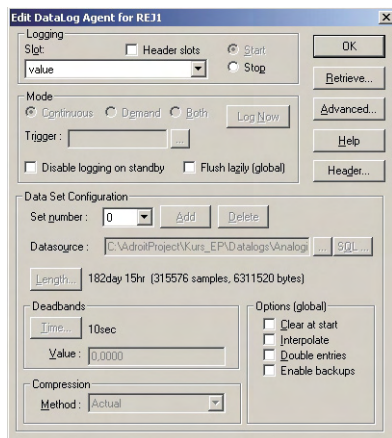 Edit DataLog Agent for REJ1
Logging
Slot: Header slots Start OK
value Stop
Retrieve...
Mode
Continuous Demand Both Log Now Advanced...
Trigger : ...
Help
Disable logging on standby Flush lazily (global)
Header...
Data Set Configuration
Set number : 0 Add Delete
Datasource : C:\AdroitProject\Kurs_EP\Datalogs\Analogi ... SQL ...
Length... 182day 15hr (315576 samples, 6311520 bytes)
Deadbands
Time... 10sec
Value : 0,0000
Options (global)
Clear at start
Interpolate
Double entries
Enable backups
Compression
Method : Actual